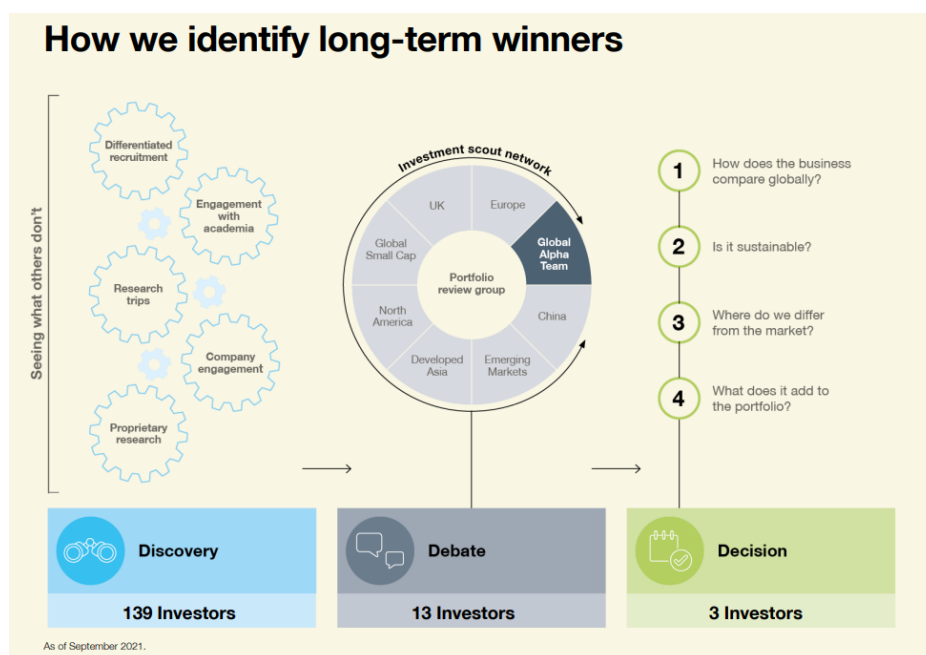 How we identify long-term winners
Seeing what others don't
Differentiated
recruitment
Engagement
with
academia
Research
trips
Company
engagement
Proprietary
research
Investment scout network
UK
Europe
Global
Small Cap
Global
Alpha
Team
Portfolio
review group
North
America
China
Developed
Asia
Emerging
Markets
1
How does the business
compare globally?
2
Is it sustainable?
3
Where do we differ
from the market?
4
What does it add to
the portfolio?
Discovery
139 Investors
Debate
13 Investors
Decision
3 Investors
As of September 2021.